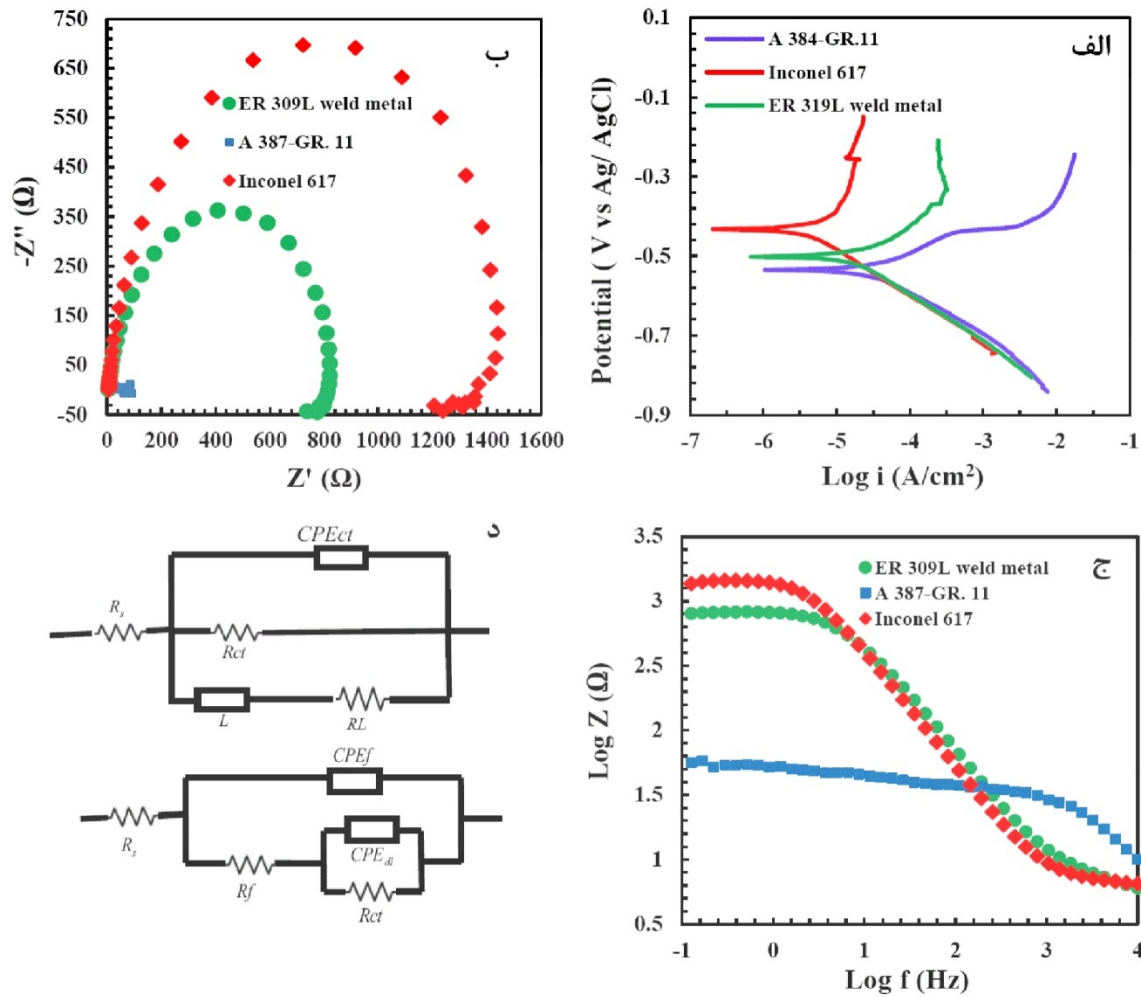 ب
-Z'' (Ω)
750
650
550
450
350
250
150
50
-50
ER 309L weld metal
A 387-GR. 11
Inconel 617
0 200 400 600 800 1000 1200 1400 1600
Z' (Ω)
الف
Potential ( V vs Ag/ AgCl)
0.1
-0.1
-0.3
-0.5
-0.7
-0.9
A 384-GR.11
Inconel 617
ER 319L weld metal
-7 -6 -5 -4 -3 -2 -1
Log i (A/cm²)
د
CPEct
Rs
Rct
L
RL
CPEf
Rs
Rf
CPEdl
Rct
ج
Log Z (Ω)
3.5
3
2.5
2
1.5
1
0.5
ER 309L weld metal
A 387-GR. 11
Inconel 617
-1 0 1 2 3 4
Log f (Hz)